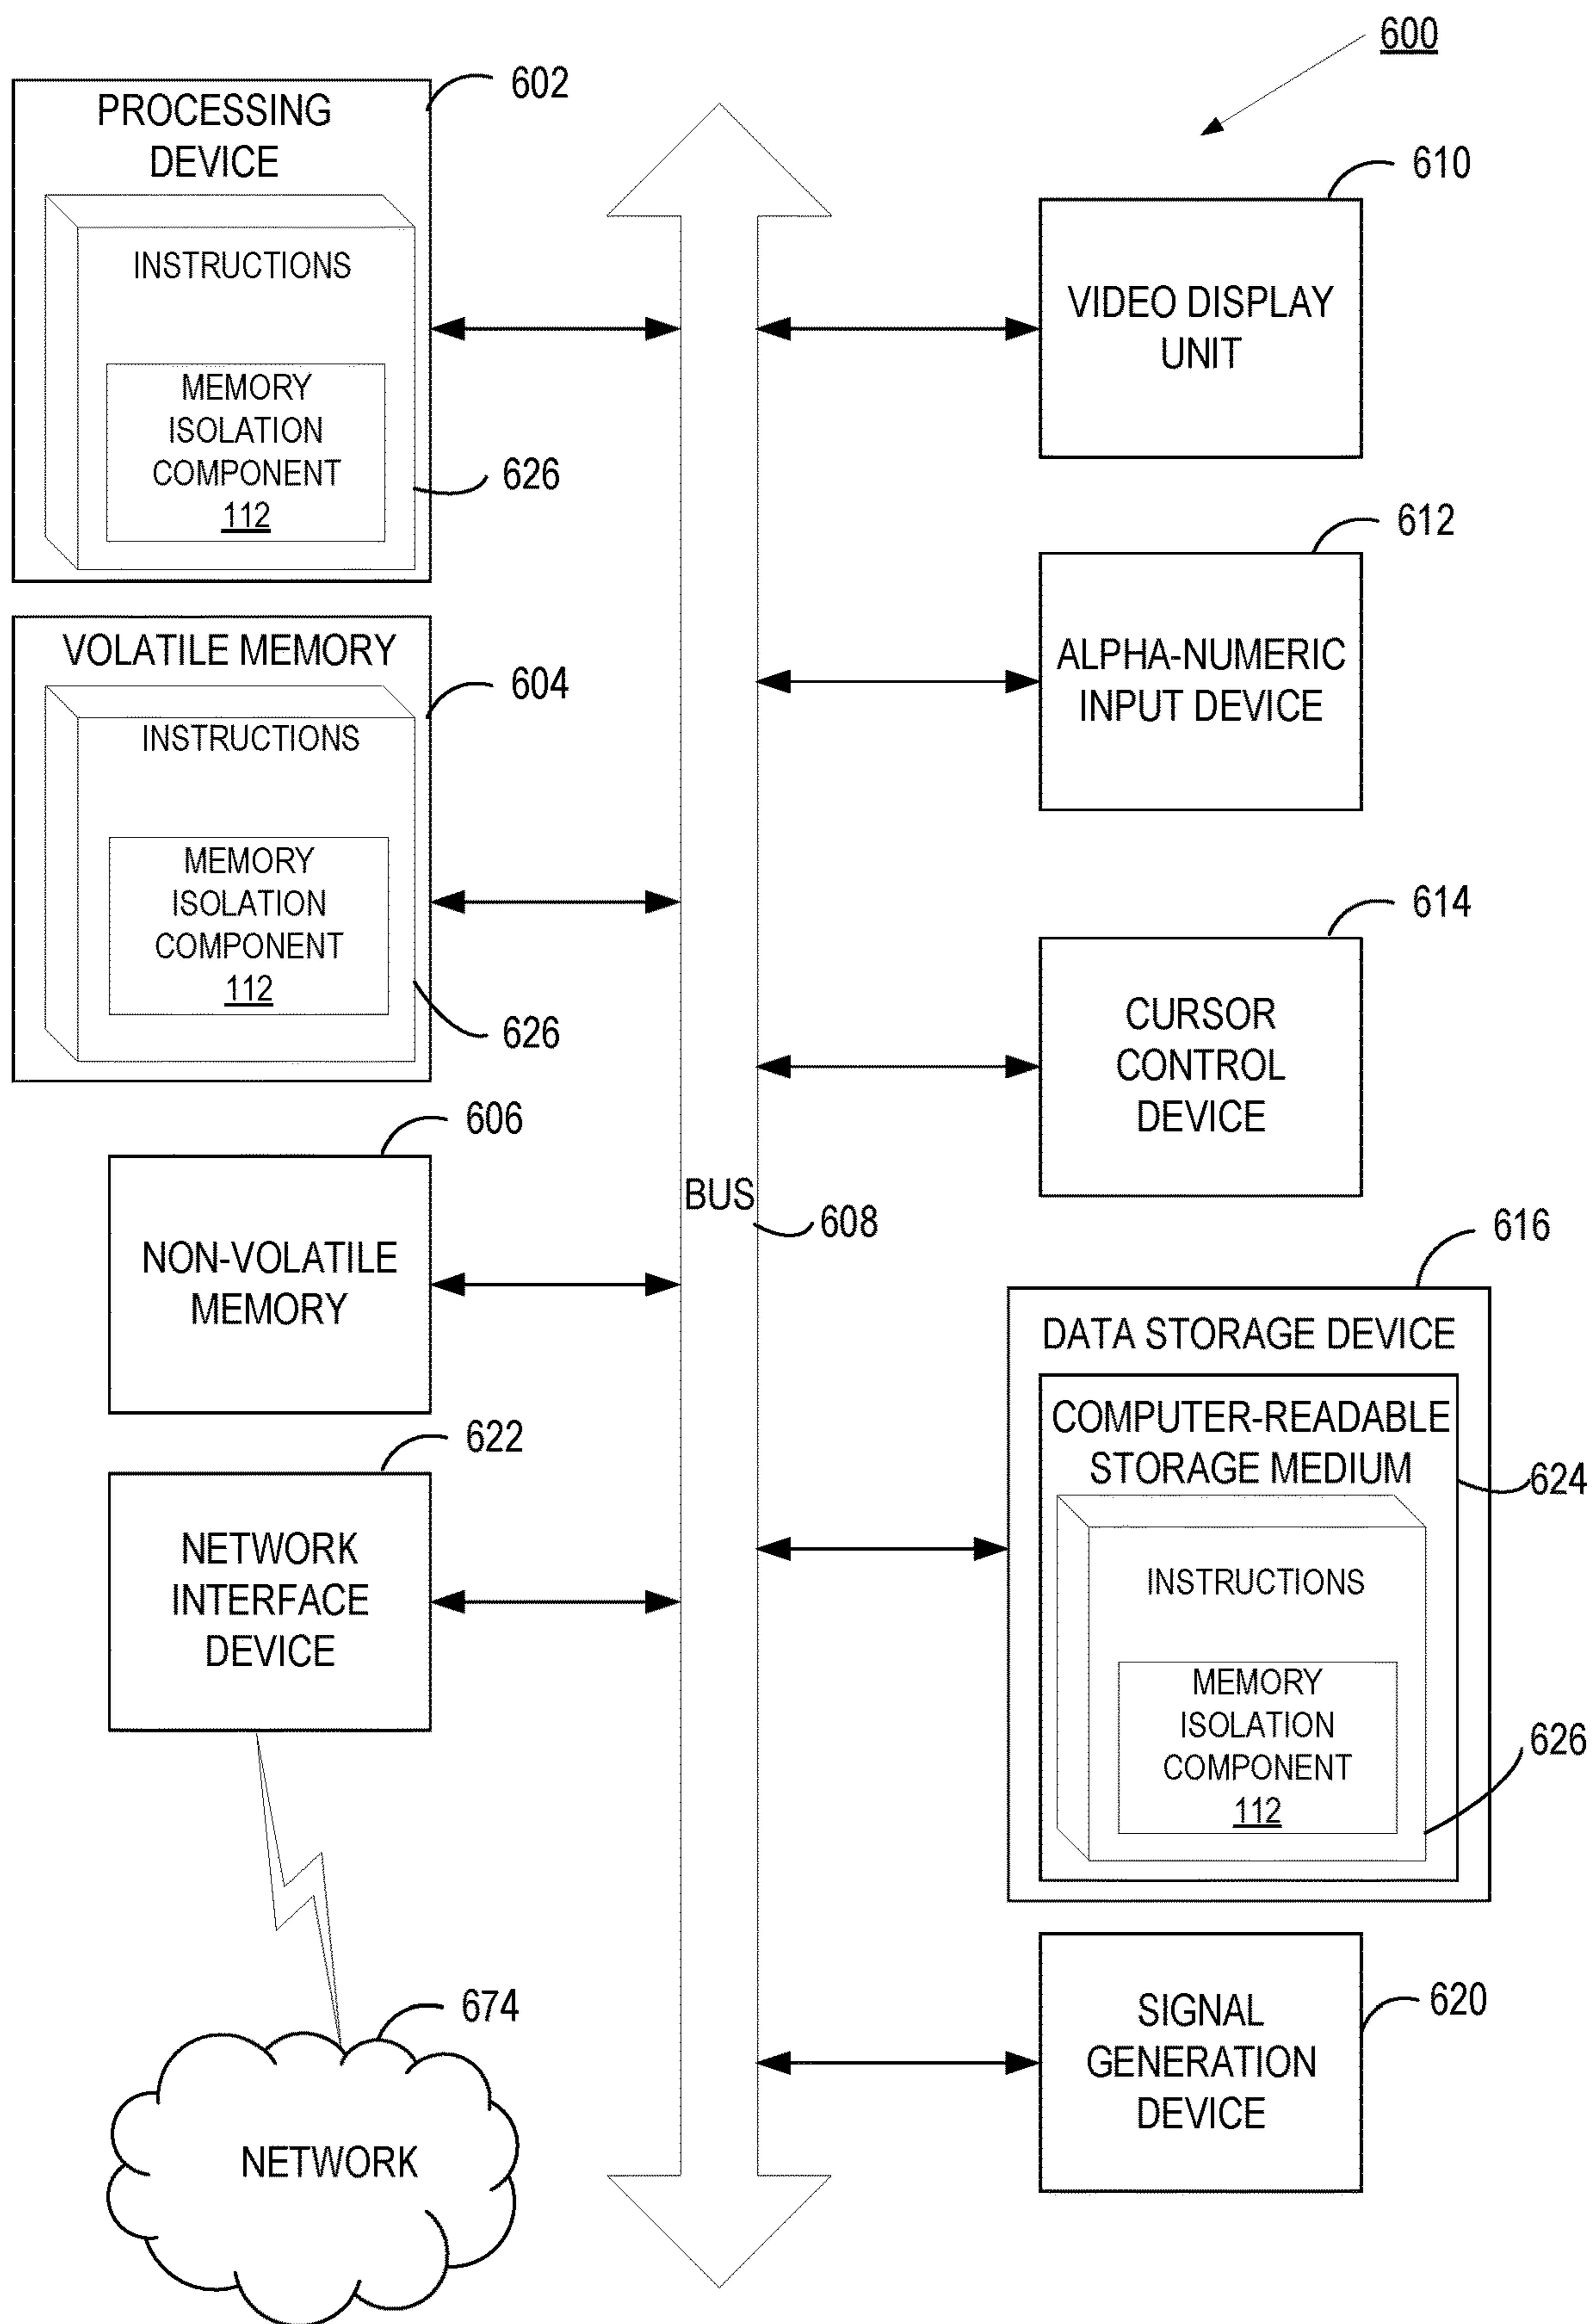 600
602
PROCESSING
DEVICE
INSTRUCTIONS
MEMORY
ISOLATION
COMPONENT
112
626
VOLATILE MEMORY
604
INSTRUCTIONS
MEMORY
ISOLATION
COMPONENT
112
626
606
NON-VOLATILE
MEMORY
622
NETWORK
INTERFACE
DEVICE
674
NETWORK
BUS
608
610
VIDEO DISPLAY
UNIT
612
ALPHA-NUMERIC
INPUT DEVICE
614
CURSOR
CONTROL
DEVICE
616
DATA STORAGE DEVICE
COMPUTER-READABLE
STORAGE MEDIUM
624
INSTRUCTIONS
MEMORY
ISOLATION
COMPONENT
112
626
SIGNAL
GENERATION
DEVICE
620